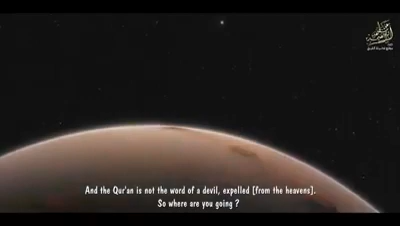 And the Qur'an is not the word of a devil, expelled [from the heavens].
So where are you going ?